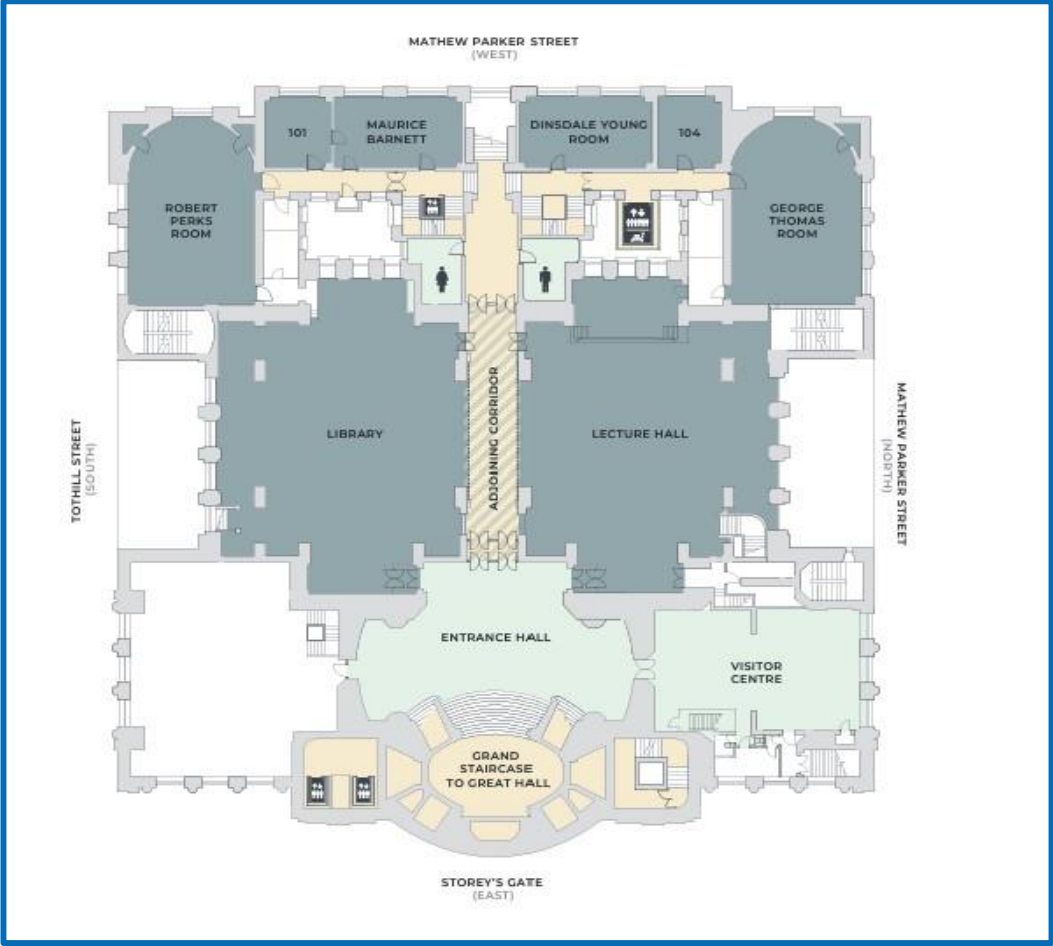 MATHEW PARKER STREET
(WEST)
101
MAURICE
BARNETT
DINSDALE YOUNG
ROOM
104
ROBERT
PERKS
ROOM
GEORGE
THOMAS
ROOM
LIBRARY
ADJOINING CORRIDOR
LECTURE HALL
TOTHILL STREET
(SOUTH)
MATHEW PARKER STREET
(NORTH)
ENTRANCE HALL
VISITOR
CENTRE
GRAND
STAIRCASE
TO GREAT HALL
STOREY'S GATE
(EAST)